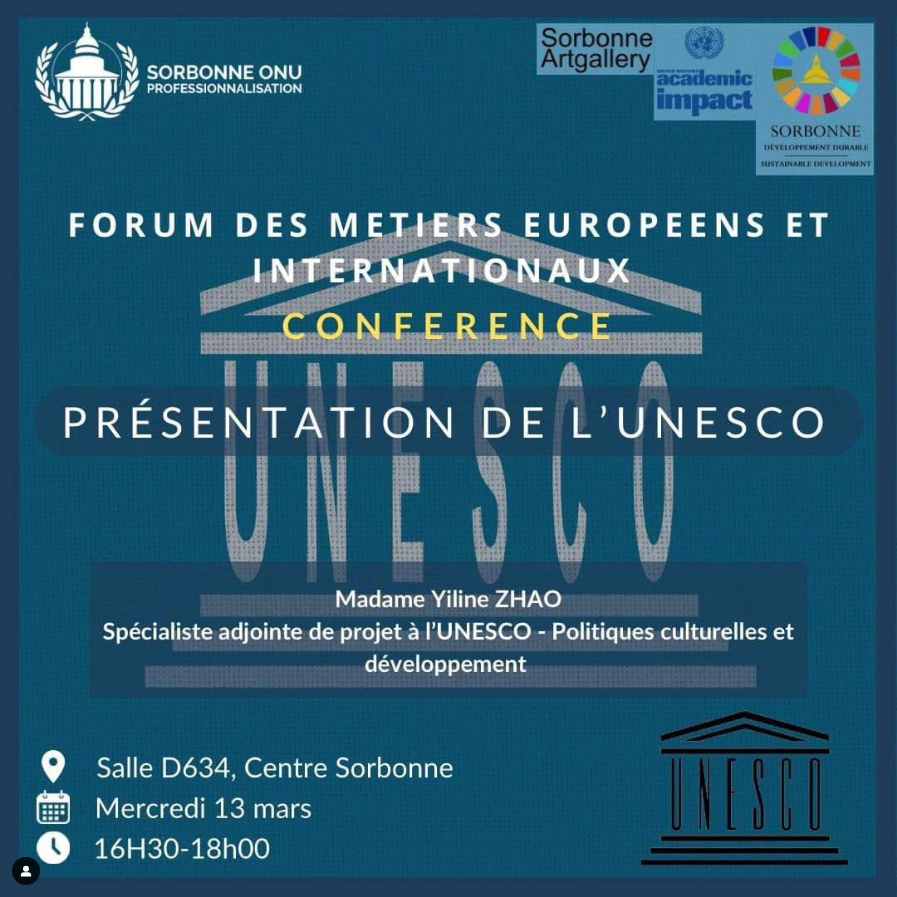 SORBONNE ONU
PROFESSIONNALISATION
Sorbonne
Artgallery
UNITED NATIONS
academic
impact
SORBONNE
DÉVELOPPEMENT DURABLE
SUSTAINABLE DEVELOPMENT
FORUM DES METIERS EUROPEENS ET
INTERNATIONAUX
CONFERENCE
UNESCO
PRÉSENTATION DE L’UNESCO
Madame Yiline ZHAO
Spécialiste adjointe de projet à l’UNESCO - Politiques culturelles et
développement
Salle D634, Centre Sorbonne
Mercredi 13 mars
16H30-18h00
UNESCO